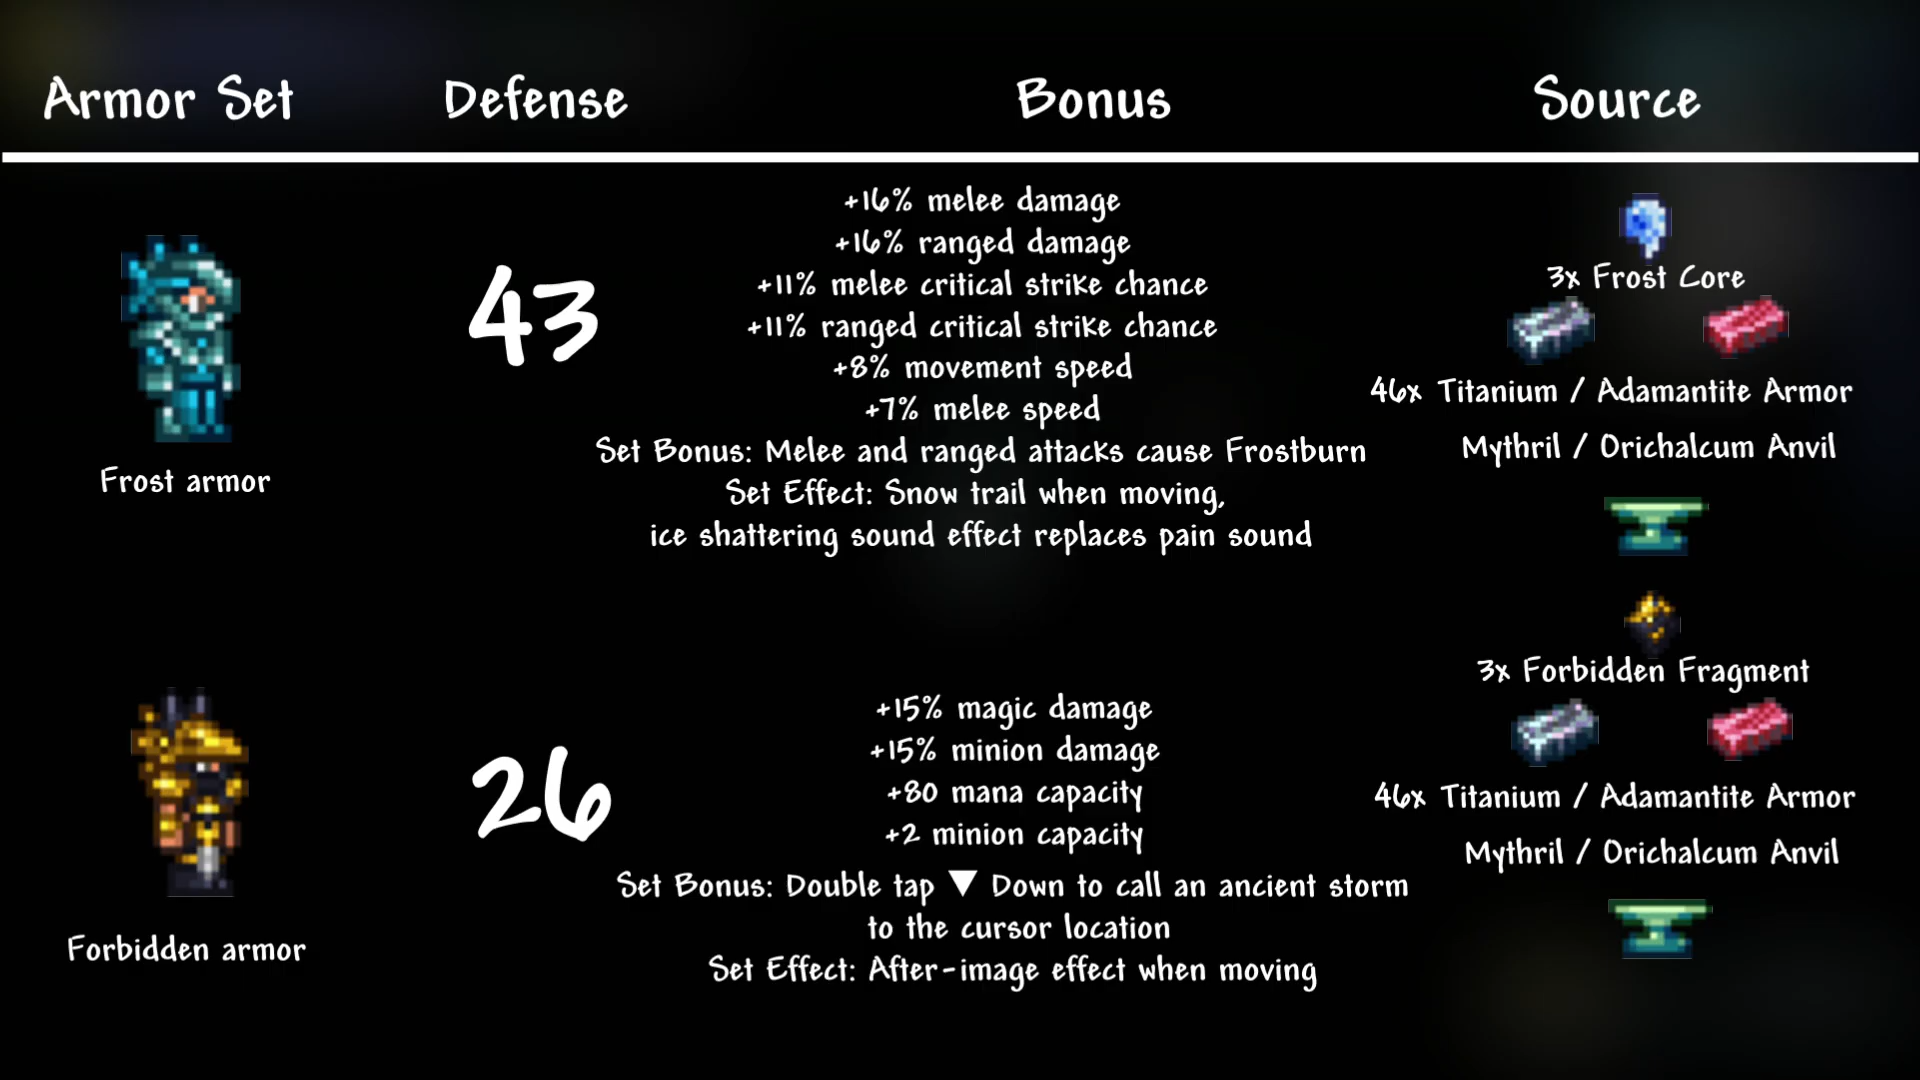 Armor Set Defense Bonus Source
+16% melee damage
+16% ranged damage
+11% melee critical strike chance
+11% ranged critical strike chance
+8% movement speed
+7% melee speed
Set Bonus: Melee and ranged attacks cause Frostburn
Set Effect: Snow trail when moving,
ice shattering sound effect replaces pain sound
43
Frost armor
3x Frost Core
46x Titanium / Adamantite Armor
Mythril / Orichalcum Anvil
Forbidden armor
26
+15% magic damage
+15% minion damage
+80 mana capacity
+2 minion capacity
Set Bonus: Double tap ▼ Down to call an ancient storm
to the cursor location
Set Effect: After-image effect when moving
3x Forbidden Fragment
46x Titanium / Adamantite Armor
Mythril / Orichalcum Anvil